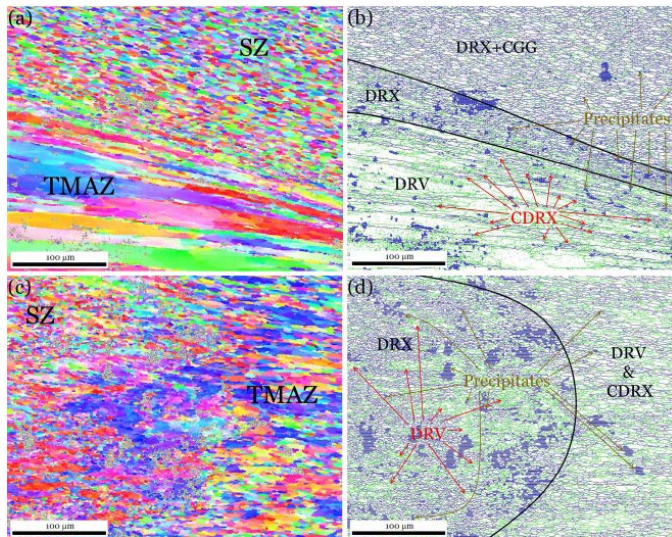 (a)
SZ
TMAZ
100 μm
(b)
DRX+CGG
DRX
Precipitates
DRV
CDRX
100 μm
(c)
SZ
TMAZ
100 μm
(d)
DRX
DRV
&
CDRX
Precipitates
DRV
100 μm